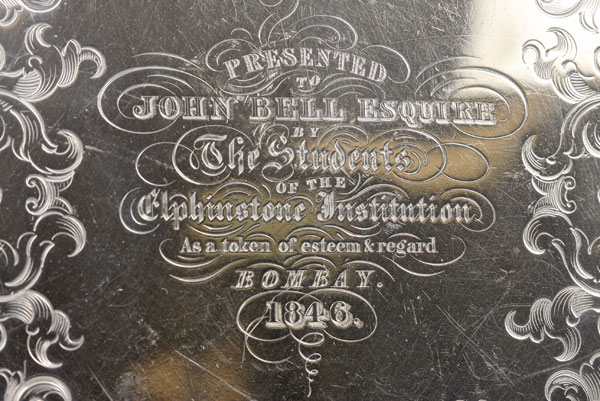 PRESENTED
TO
JOHN BELL ESQUIRE
BY
The Students
OF THE
Elphinstone Institution
As a token of esteem & regard
BOMBAY.
1846.